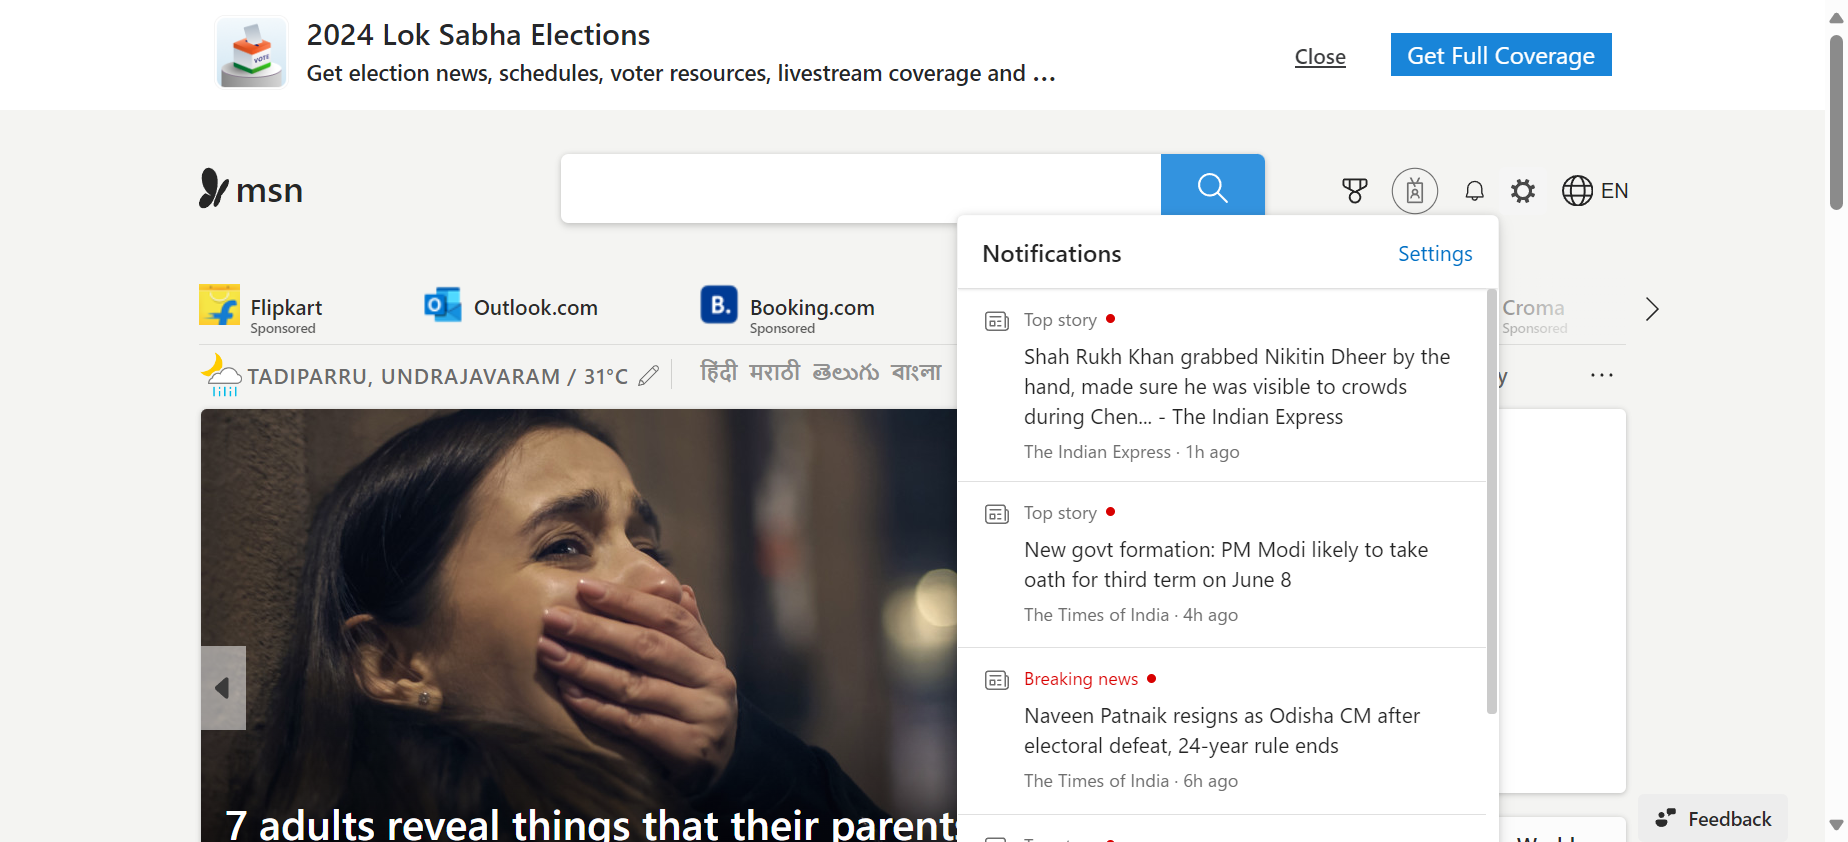 2024 Lok Sabha Elections
Get election news, schedules, voter resources, livestream coverage and ...
Close
Get Full Coverage
VOTE
msn
EN
Notifications
Settings
Flipkart
Sponsored
Outlook.com
Booking.com
Sponsored
Croma
Sponsored
TADIPARRU, UNDRAJAVARAM / 31°C
हिंदी मराठी తెలుగు বাংলা
y
...
Top story
Shah Rukh Khan grabbed Nikitin Dheer by the
hand, made sure he was visible to crowds
during Chen... - The Indian Express
The Indian Express · 1h ago
Top story
New govt formation: PM Modi likely to take
oath for third term on June 8
The Times of India · 4h ago
Breaking news
Naveen Patnaik resigns as Odisha CM after
electoral defeat, 24-year rule ends
The Times of India · 6h ago
7 adults reveal things that their parents
Feedback